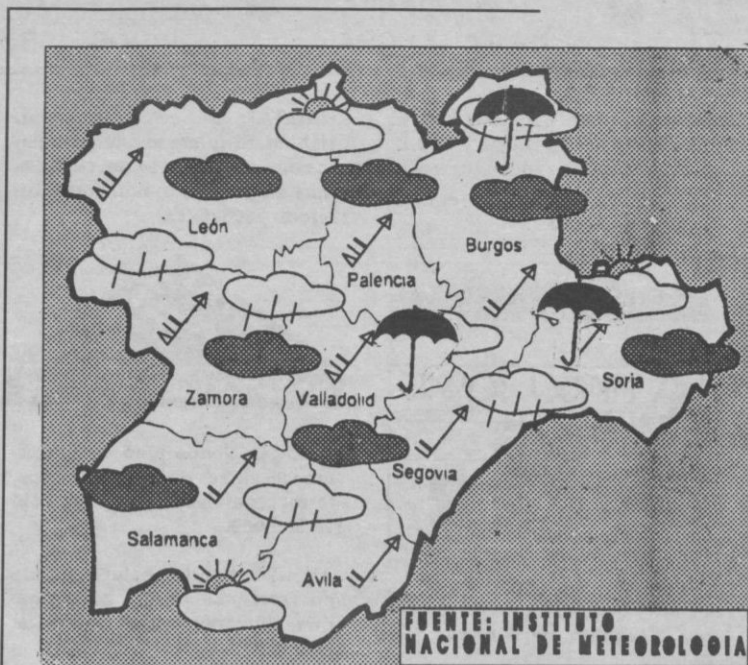 León
Burgos
Palencia
Soria
Zamora
Valladolid
Segovia
Salamanca
Avila
FUENTE: INSTITUTO
NACIONAL DE METEOROLOGIA